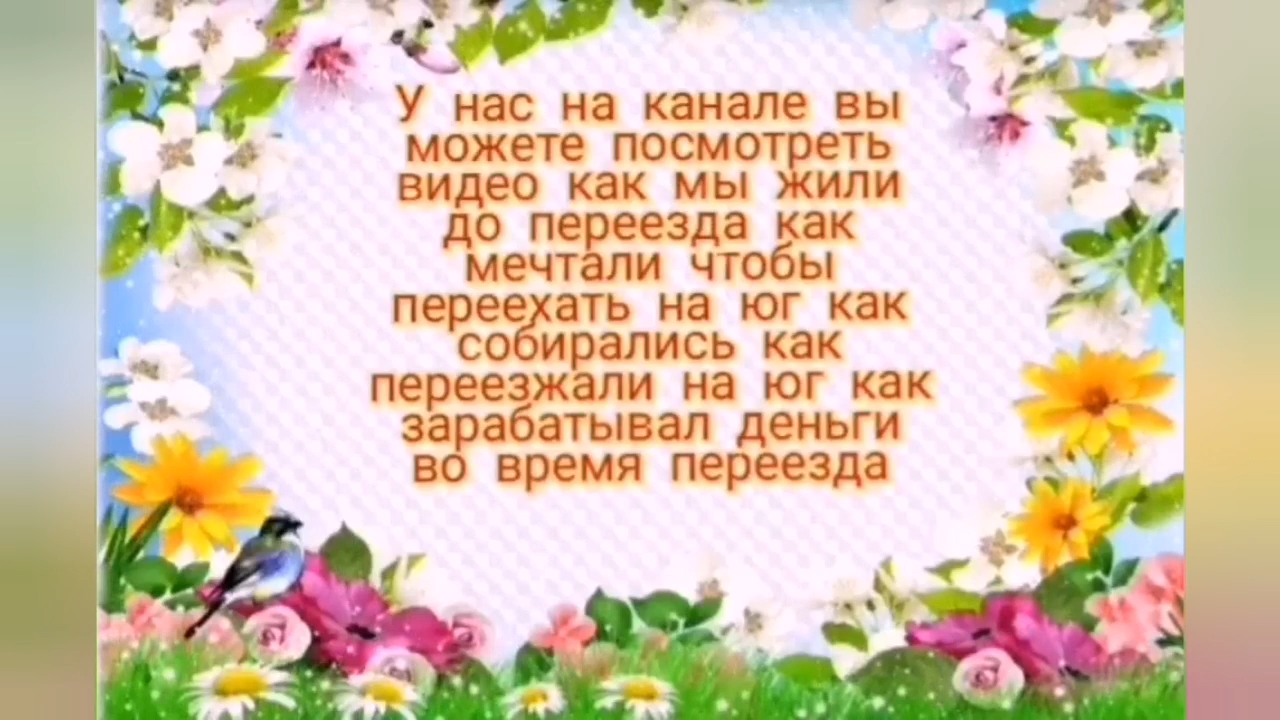 У нас на канале вы
можете посмотреть
видео как мы жили
до переезда как
мечтали чтобы
переехать на юг как
собирались как
переезжали на юг как
зарабатывал деньги
во время переезда